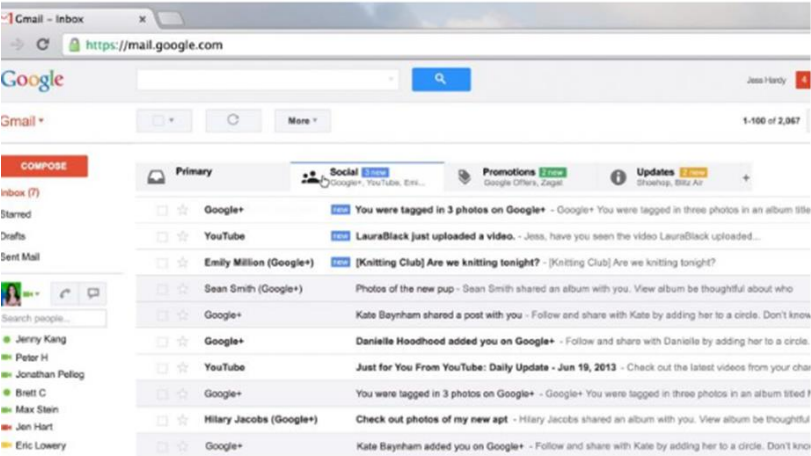 Gmail - Inbox
https://mail.google.com
Google
Jess Hardy 4
Gmail
More
1-100 of 2,067
COMPOSE
Inbox (7)
Starred
Drafts
Sent Mail
Search people...
Jenny Kang
Peter H
Jonathan Pelleg
Brett C
Max Stein
Jen Hart
Eric Lowery
Primary
Social 3 new
Google+, YouTube, Emi...
Promotions 2 new
Google Offers, Zagat
Updates 2 new
Shoehop, Blitz Air
+
Google+ new You were tagged in 3 photos on Google+ - Google+ You were tagged in three photos in an album title
YouTube new LauraBlack just uploaded a video. - Jess, have you seen the video LauraBlack uploaded...
Emily Million (Google+) new [Knitting Club] Are we knitting tonight? - [Knitting Club] Are we knitting tonight?
Sean Smith (Google+) Photos of the new pup - Sean Smith shared an album with you. View album be thoughtful about who
Google+ Kate Baynham shared a post with you - Follow and share with Kate by adding her to a circle. Don't know
Google+ Danielle Hoodhood added you on Google+ - Follow and share with Danielle by adding her to a circle.
YouTube Just for You From YouTube: Daily Update - Jun 19, 2013 - Check out the latest videos from your chan
Google+ You were tagged in 3 photos on Google+ - Google+ You were tagged in three photos in an album titled
Hilary Jacobs (Google+) Check out photos of my new apt - Hilary Jacobs shared an album with you. View album be thoughtful
Google+ Kate Baynham added you on Google+ - Follow and share with Kate by adding her to a circle. Don't kno